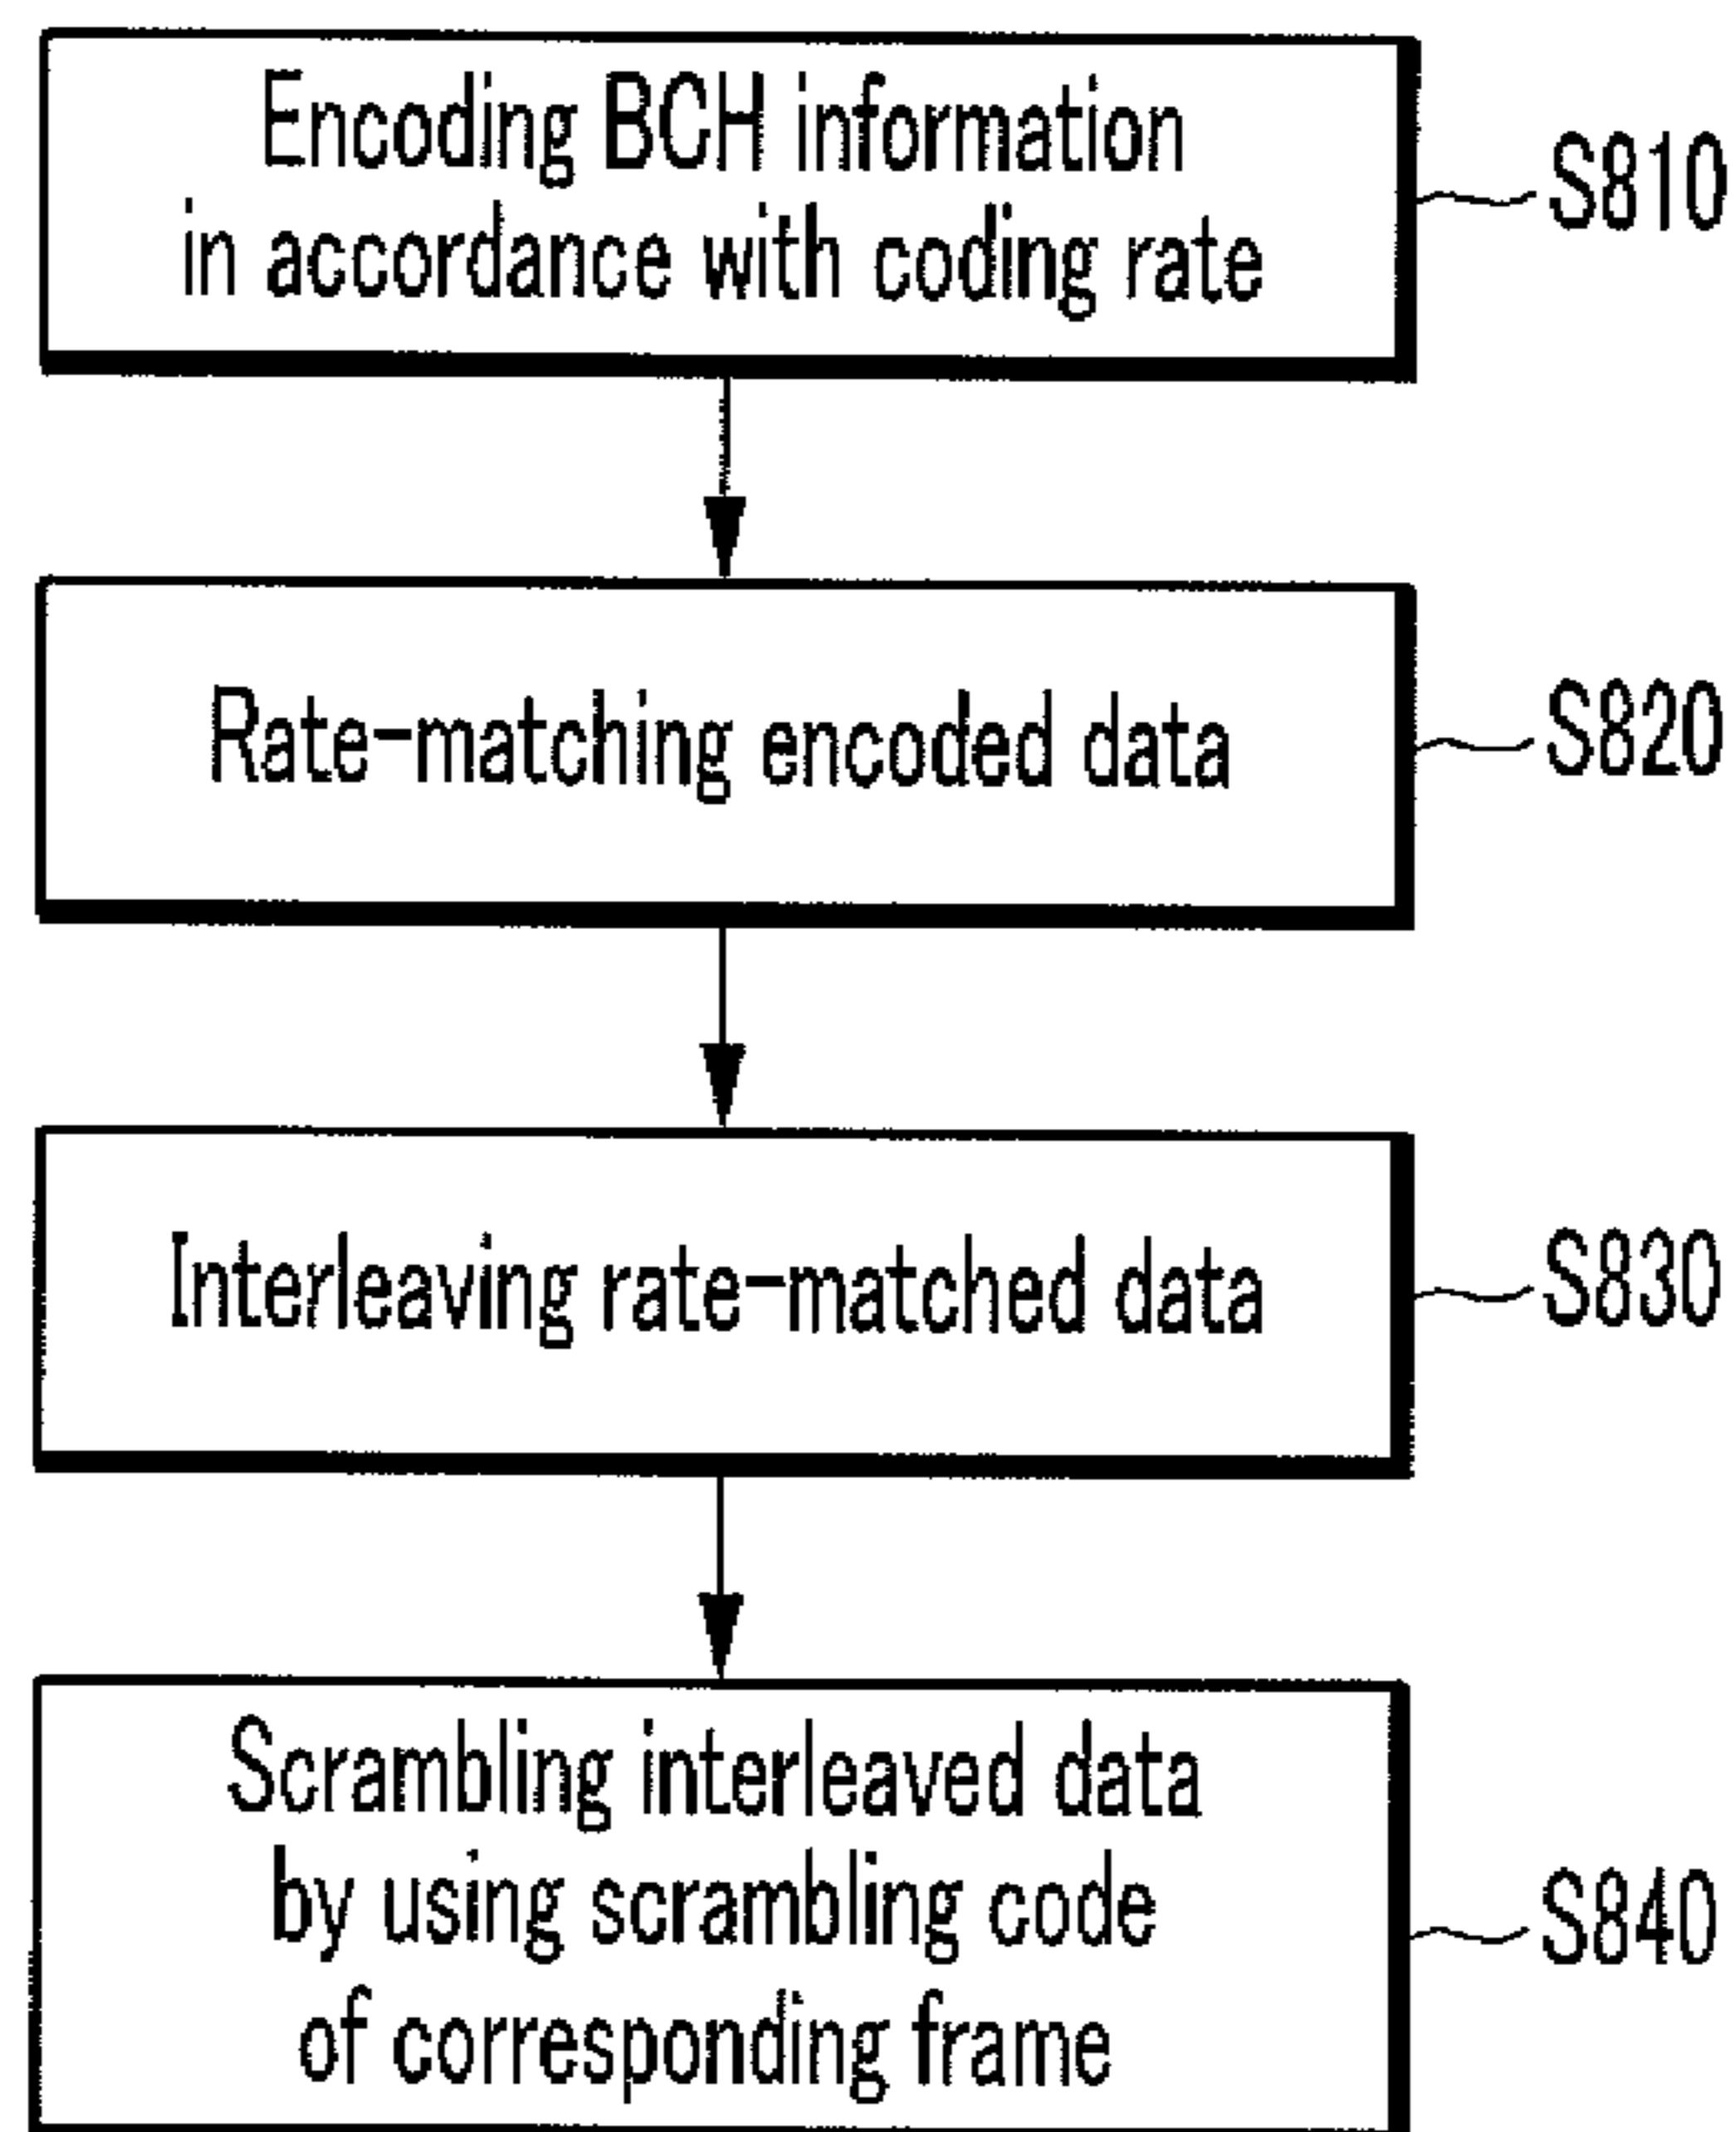 Encoding BCH information
in accordance with coding rate
S810
Rate-matching encoded data
S820
Interleaving rate-matched data
S830
Scrambling interleaved data
by using scrambling code
of corresponding frame
S840